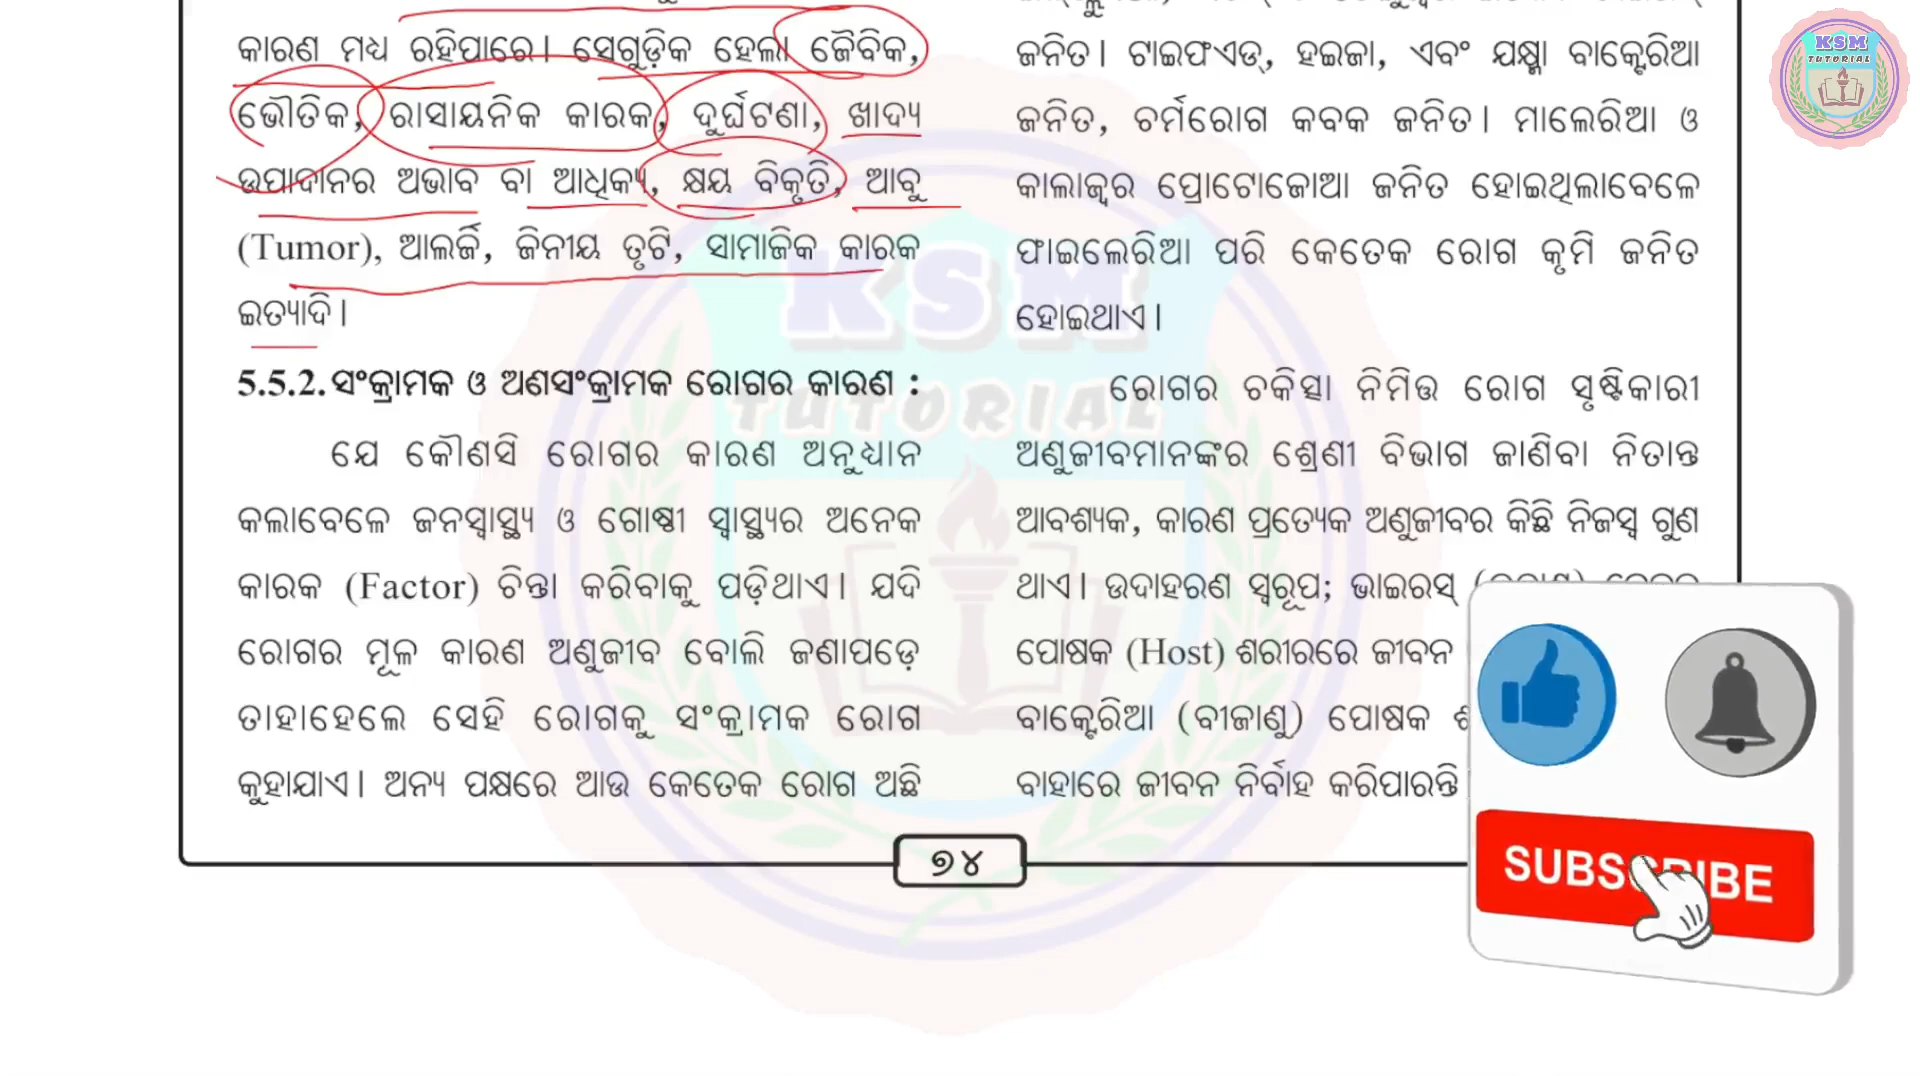 କାରଣ ମଧ୍ୟ ରହିପାରେ। ସେଗୁଡ଼ିକ ହେଲା ଜୈବିକ,
ଭୌତିକ, ରାସାୟନିକ କାରକ, ଦୁର୍ଘଟଣା, ଖାଦ୍ୟ
ଉପାଦାନର ଅଭାବ ବା ଆଧିକ୍ୟ, କ୍ଷୟ ବିକୃତି, ଆବୁ
(Tumor), ଆଲର୍ଜି, ଜିନୀୟ ତୃଟି, ସାମାଜିକ କାରକ
ଇତ୍ୟାଦି।
5.5.2. ସଂକ୍ରାମକ ଓ ଅଣସଂକ୍ରାମକ ରୋଗର କାରଣ :
ଯେ କୌଣସି ରୋଗର କାରଣ ଅନୁଧ୍ୟାନ
କଲାବେଳେ ଜନସ୍ୱାସ୍ଥ୍ୟ ଓ ଗୋଷ୍ଠୀ ସ୍ୱାସ୍ଥ୍ୟର ଅନେକ
କାରକ (Factor) ଚିନ୍ତା କରିବାକୁ ପଡ଼ିଥାଏ। ଯଦି
ରୋଗର ମୂଳ କାରଣ ଅଣୁଜୀବ ବୋଲି ଜଣାପଡ଼େ
ତାହାହେଲେ ସେହି ରୋଗକୁ ସଂକ୍ରାମକ ରୋଗ
କୁହାଯାଏ। ଅନ୍ୟ ପକ୍ଷରେ ଆଉ କେତେକ ରୋଗ ଅଛି
ଜନିତ। ଟାଇଫଏଡ୍, ହଇଜା, ଏବଂ ଯକ୍ଷ୍ମା ବାକ୍ଟେରିଆ
ଜନିତ, ଚର୍ମରୋଗ କବକ ଜନିତ। ମାଲେରିଆ ଓ
କାଲାଜ୍ୱର ପ୍ରୋଟୋଜୋଆ ଜନିତ ହୋଇଥିଲାବେଳେ
ଫାଇଲେରିଆ ପରି କେତେକ ରୋଗ କୃମି ଜନିତ
ହୋଇଥାଏ।
ରୋଗର ଚକିତ୍ସା ନିମିତ୍ତ ରୋଗ ସୃଷ୍ଟିକାରୀ
ଅଣୁଜୀବମାନଙ୍କର ଶ୍ରେଣୀ ବିଭାଗ ଜାଣିବା ନିତାନ୍ତ
ଆବଶ୍ୟକ, କାରଣ ପ୍ରତ୍ୟେକ ଅଣୁଜୀବର କିଛି ନିଜସ୍ୱ ଗୁଣ
ଥାଏ। ଉଦାହରଣ ସ୍ୱରୂପ; ଭାଇରସ୍
ପୋଷକ (Host) ଶରୀରରେ ଜୀବନ
ବାକ୍ଟେରିଆ (ବୀଜାଣୁ) ପୋଷକ
ବାହାରେ ଜୀବନ ନିର୍ବାହ କରିପାରନ୍ତି
୭୪
KSM
TUTORIAL
KSM
TUTORIAL
SUBSCRIBE